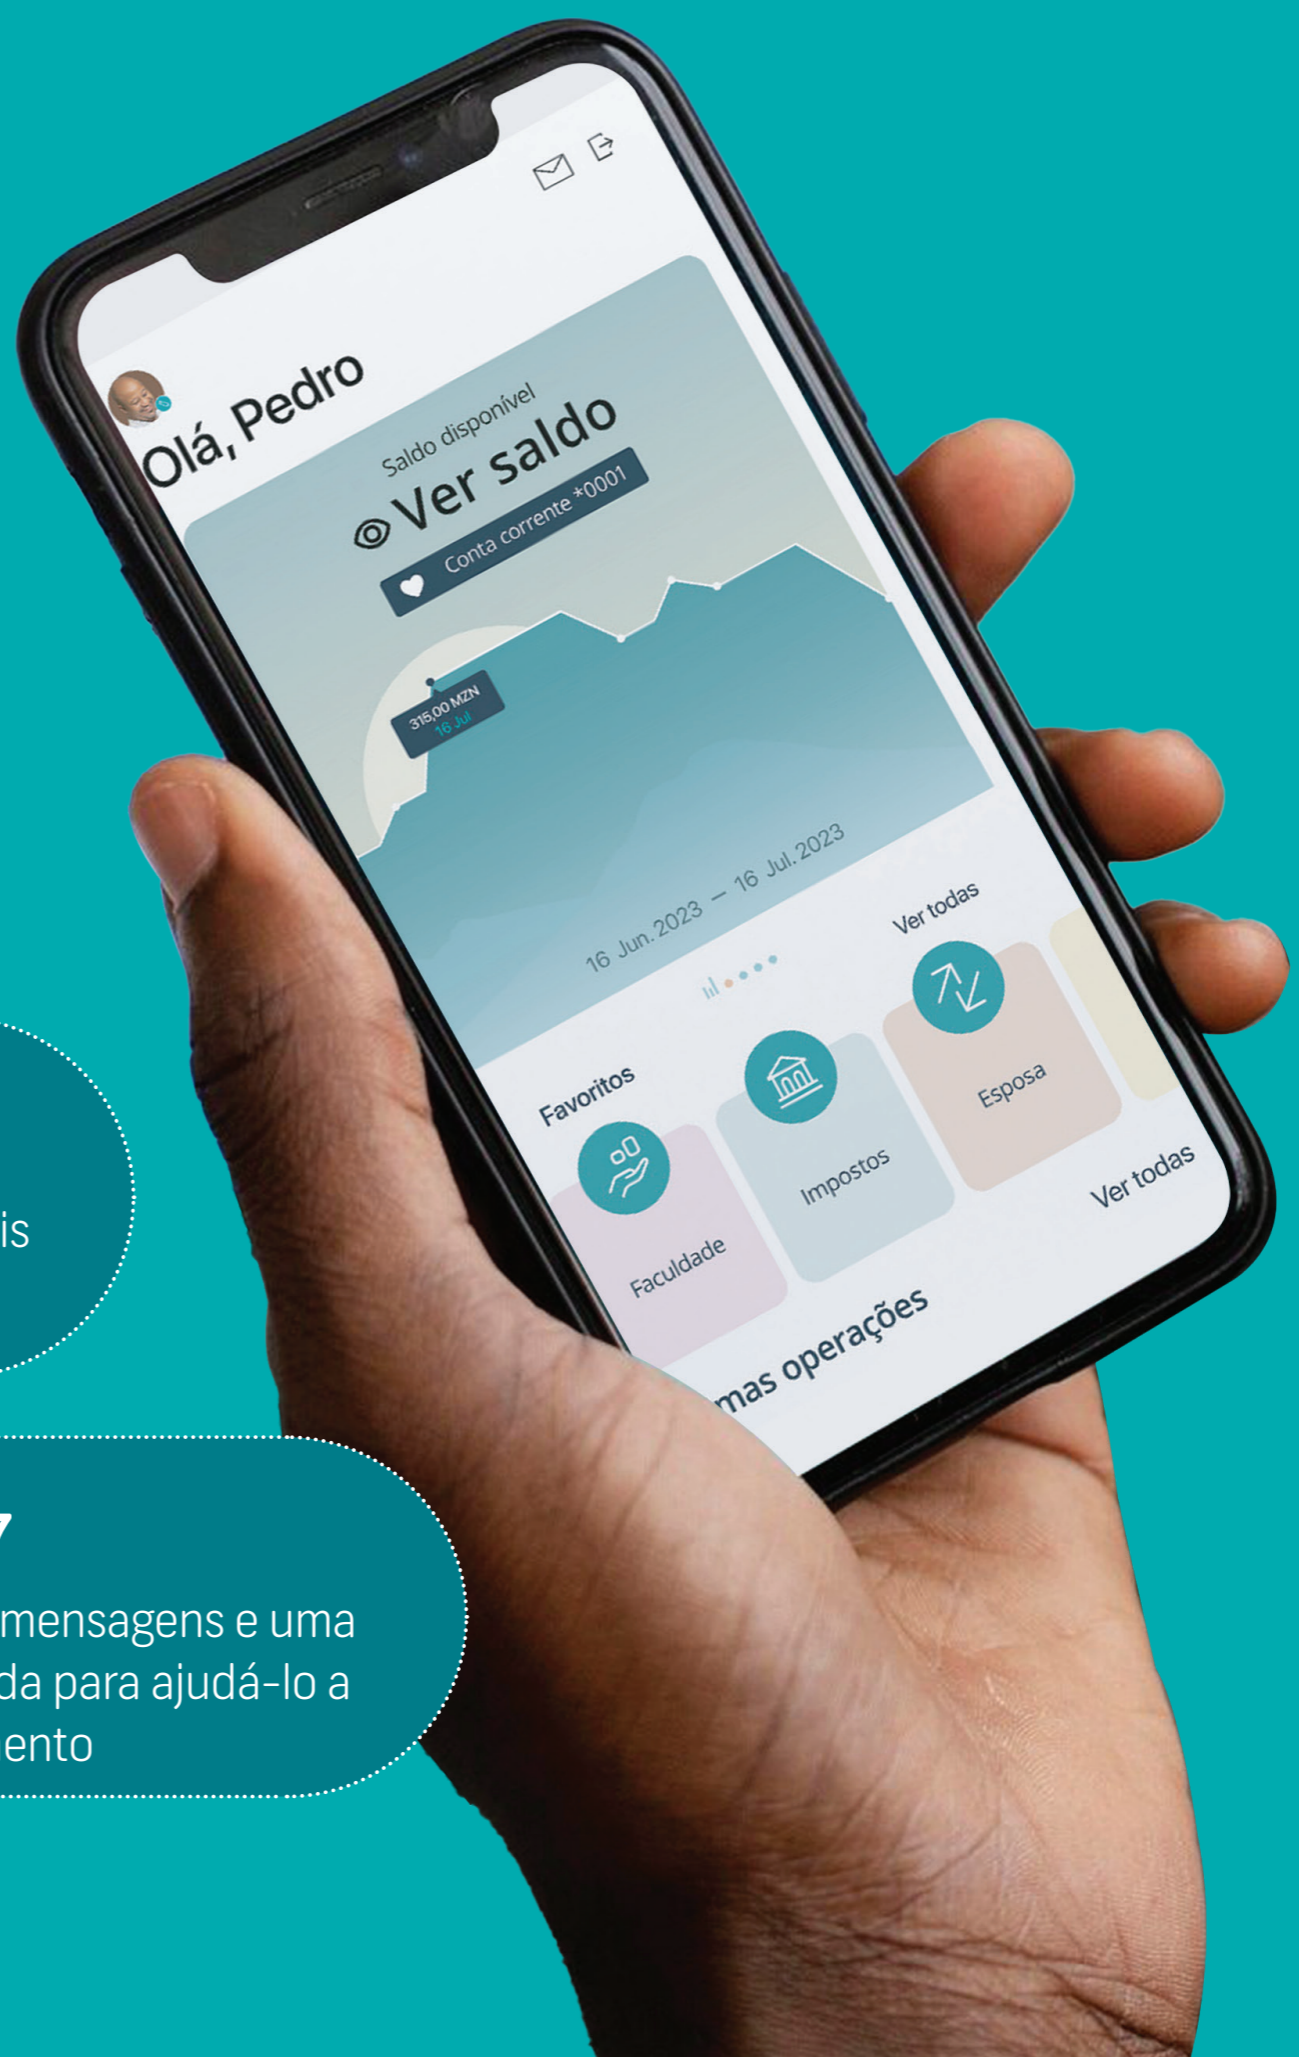 Olá, Pedro
Saldo disponível
Ver saldo
Conta corrente *0001
315,00 MZN
16 Jul
16 Jun. 2023 — 16 Jul. 2023
Favoritos
Ver todas
Faculdade
Impostos
Esposa
mas operações
Ver todas
is
7
mensagens e uma
da para ajudá-lo a
ento